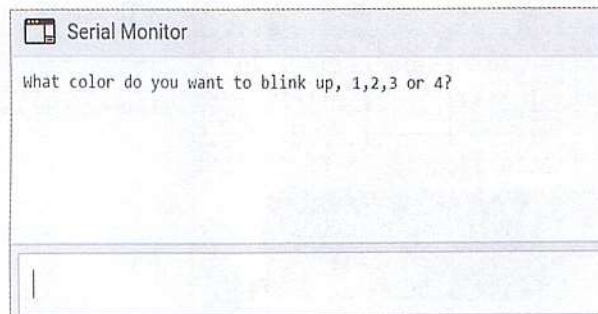 Serial Monitor
What color do you want to blink up, 1,2,3 or 4?